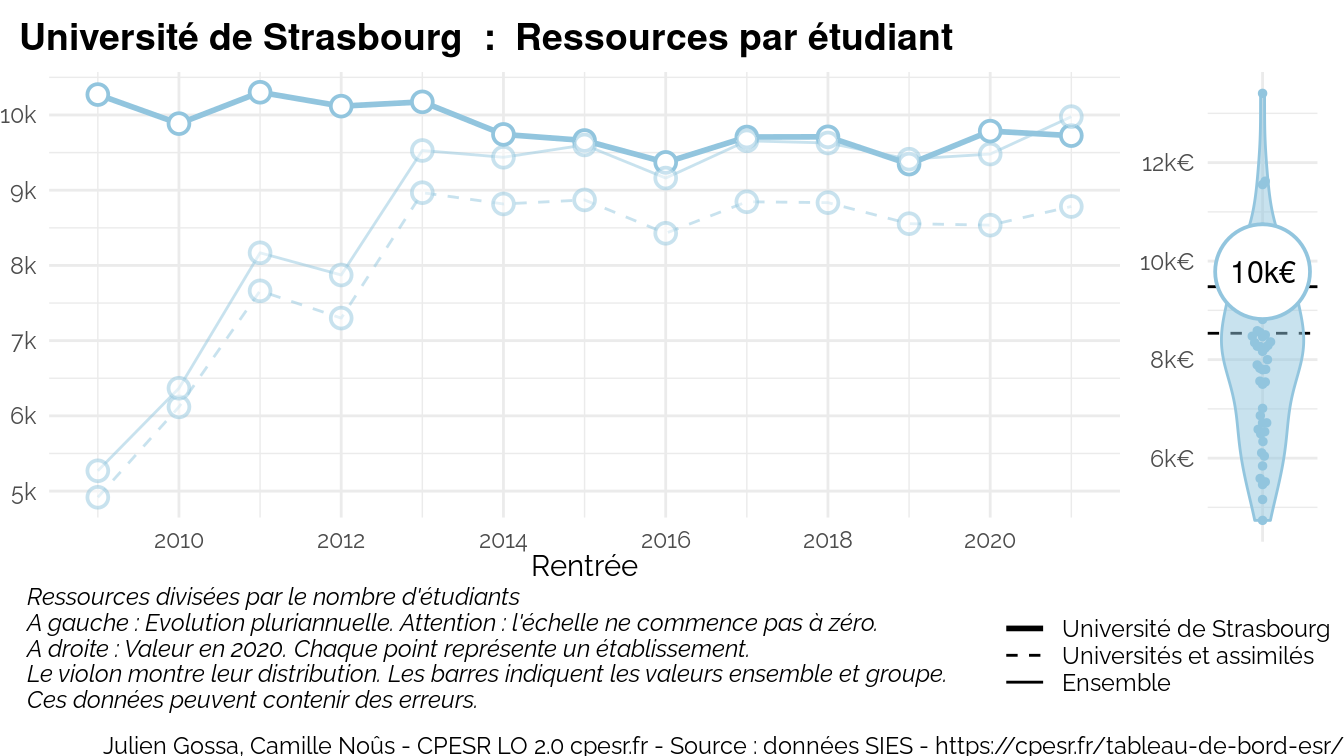 Université de Strasbourg : Ressources par étudiant
10k
9k
8k
7k
6k
5k
2010 2012 2014 2016 2018 2020
Rentrée
12k€
10k€
8k€
6k€
10k€
Ressources divisées par le nombre d'étudiants
A gauche : Evolution pluriannuelle. Attention : l'échelle ne commence pas à zéro.
A droite : Valeur en 2020. Chaque point représente un établissement.
Le violon montre leur distribution. Les barres indiquent les valeurs ensemble et groupe.
Ces données peuvent contenir des erreurs.
Université de Strasbourg
Universités et assimilés
Ensemble
Julien Gossa, Camille Noûs - CPESR LO 2.0 cpesr.fr - Source : données SIES - https://cpesr.fr/tableau-de-bord-esr/